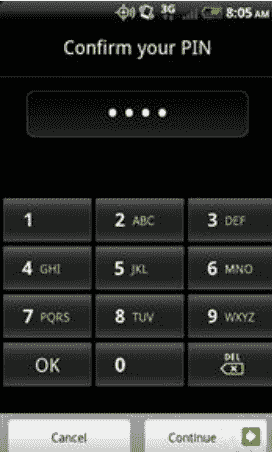 3G 8:05 AM
Confirm your PIN
1 2 ABC 3 DEF
4 GHI 5 JKL 6 MNO
7 PQRS 8 TUV 9 WXYZ
OK 0 DEL
Cancel Continue